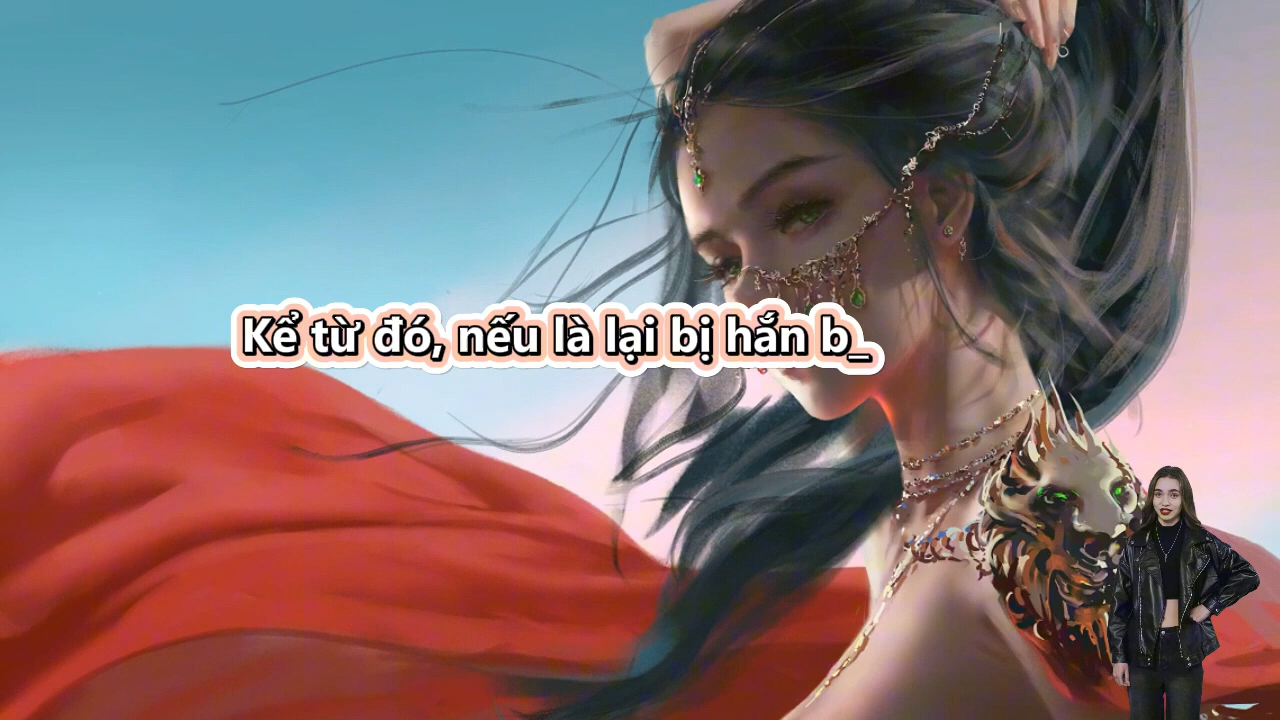 Kể từ đó, nếu là lại bị hắn b_